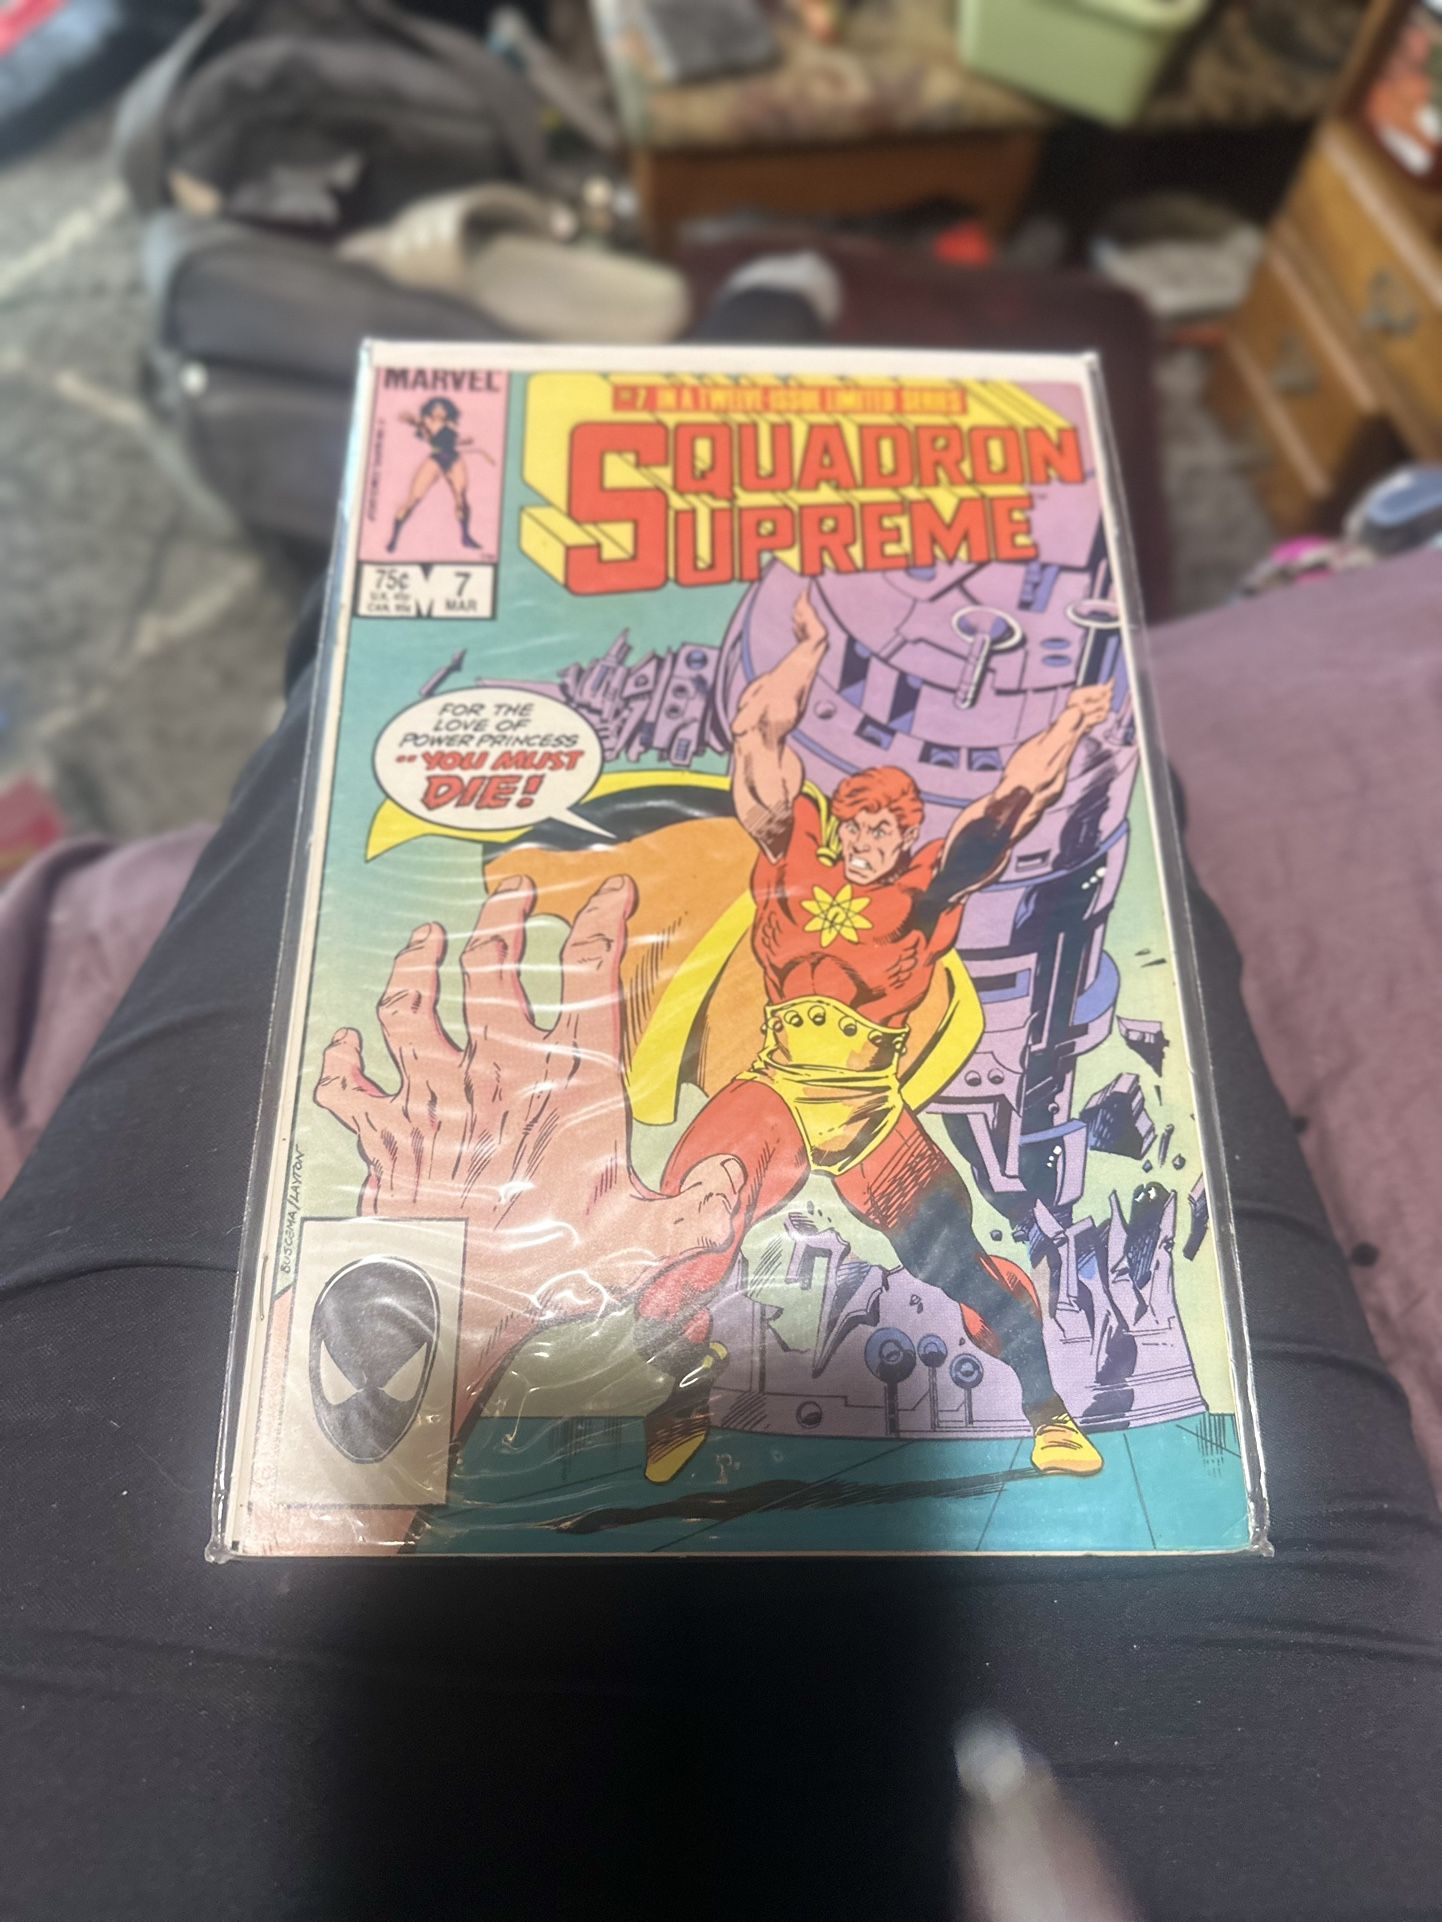 MARVEL
#7 IN A TWELVE-ISSUE LIMITED SERIES
SQUADRON
SUPREME
75¢
7
MAR
FOR THE
LOVE OF
POWER PRINCESS
-- YOU MUST
DIE!
BUSCEMA/LAYTON